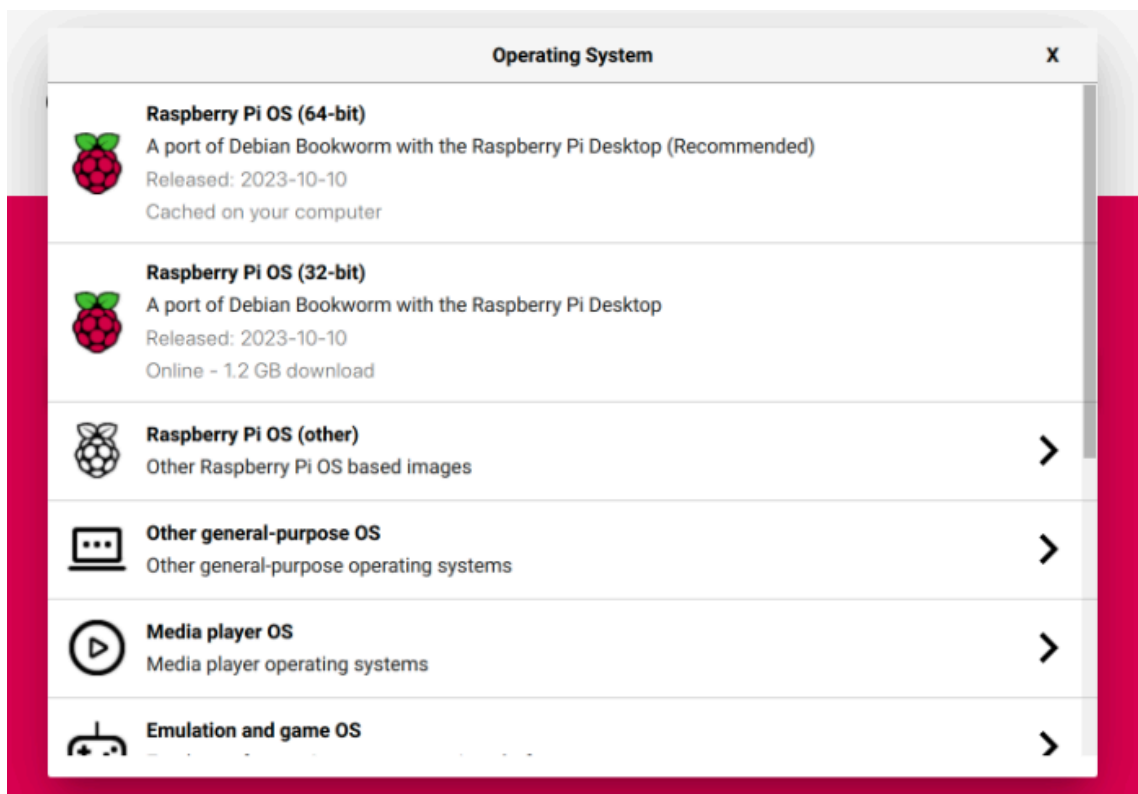 Operating System
X
Raspberry Pi OS (64-bit)
A port of Debian Bookworm with the Raspberry Pi Desktop (Recommended)
Released: 2023-10-10
Cached on your computer
Raspberry Pi OS (32-bit)
A port of Debian Bookworm with the Raspberry Pi Desktop
Released: 2023-10-10
Online - 1.2 GB download
Raspberry Pi OS (other)
Other Raspberry Pi OS based images
Other general-purpose OS
Other general-purpose operating systems
Media player OS
Media player operating systems
Emulation and game OS